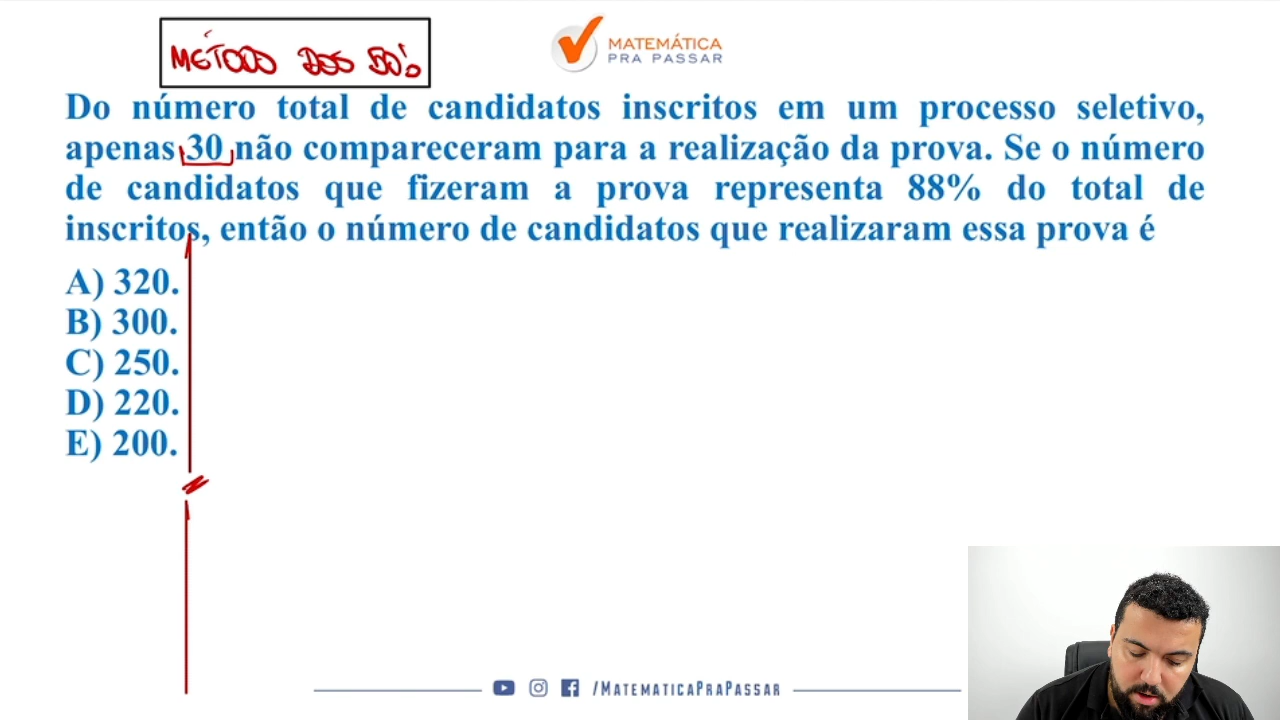 MÉTODO DOS 50's
MATEMÁTICA
PRA PASSAR
Do número total de candidatos inscritos em um processo seletivo,
apenas 30 não compareceram para a realização da prova. Se o número
de candidatos que fizeram a prova representa 88% do total de
inscritos, então o número de candidatos que realizaram essa prova é
A) 320.
B) 300.
C) 250.
D) 220.
E) 200.
/MATEMATICAPRAPASSAR